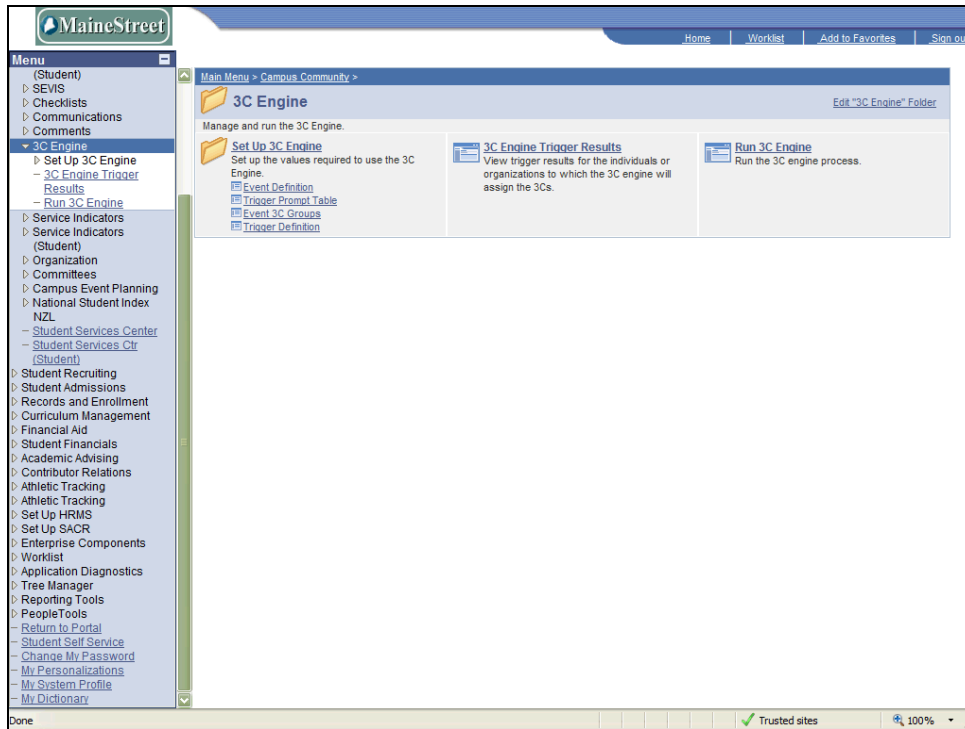 MaineStreet
Home Worklist Add to Favorites Sign ou
Menu
(Student)
SEVIS
Checklists
Communications
Comments
3C Engine
Set Up 3C Engine
3C Engine Trigger
Results
Run 3C Engine
Service Indicators
Service Indicators
(Student)
Organization
Committees
Campus Event Planning
National Student Index
NZL
Student Services Center
Student Services Ctr
(Student)
Student Recruiting
Student Admissions
Records and Enrollment
Curriculum Management
Financial Aid
Student Financials
Academic Advising
Contributor Relations
Athletic Tracking
Athletic Tracking
Set Up HRMS
Set Up SACR
Enterprise Components
Worklist
Application Diagnostics
Tree Manager
Reporting Tools
PeopleTools
Return to Portal
Student Self Service
Change My Password
My Personalizations
My System Profile
My Dictionary
Main Menu > Campus Community >
3C Engine
Edit "3C Engine" Folder
Manage and run the 3C Engine.
Set Up 3C Engine
Set up the values required to use the 3C
Engine.
Event Definition
Trigger Prompt Table
Event 3C Groups
Trigger Definition
3C Engine Trigger Results
View trigger results for the individuals or
organizations to which the 3C engine will
assign the 3Cs.
Run 3C Engine
Run the 3C engine process.
Done Trusted sites 100%